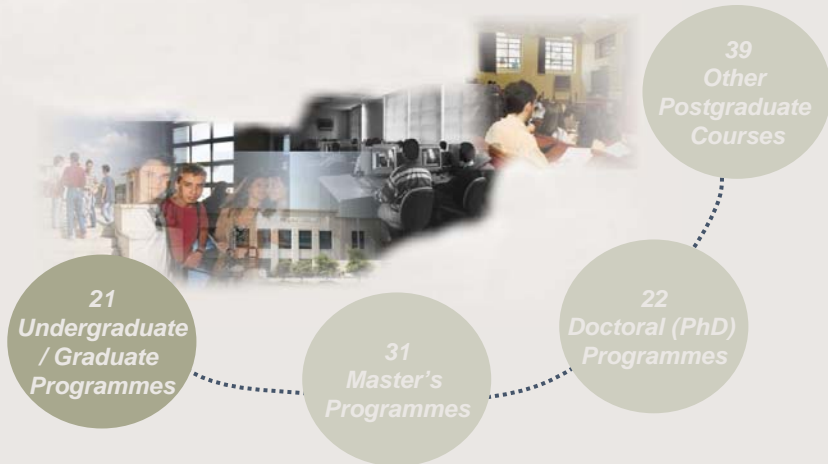 21
Undergraduate
/ Graduate
Programmes
31
Master's
Programmes
22
Doctoral (PhD)
Programmes
39
Other
Postgraduate
Courses